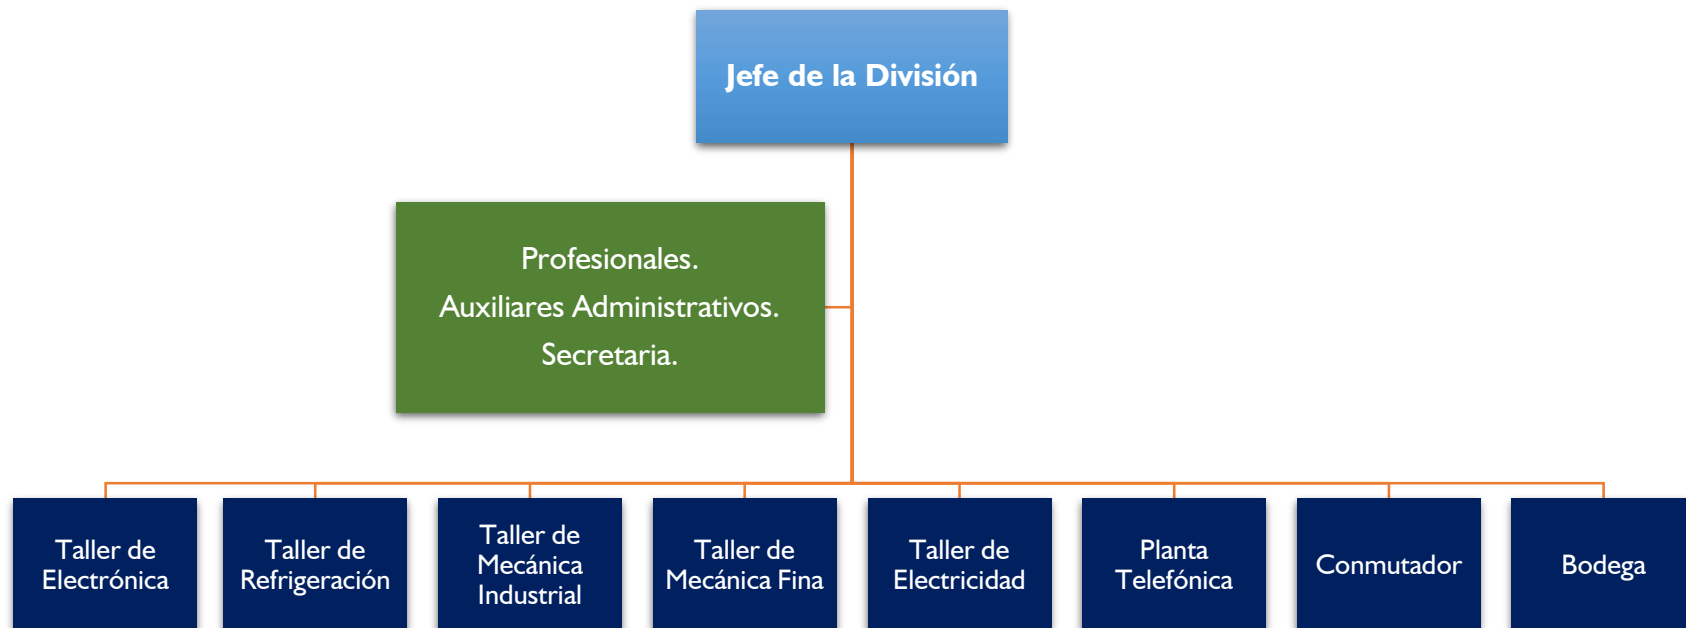 Jefe de la División
Profesionales.
Auxiliares Administrativos.
Secretaria.
Taller de
Electrónica
Taller de
Refrigeración
Taller de
Mecánica
Industrial
Taller de
Mecánica Fina
Taller de
Electricidad
Planta
Telefónica
Conmutador
Bodega